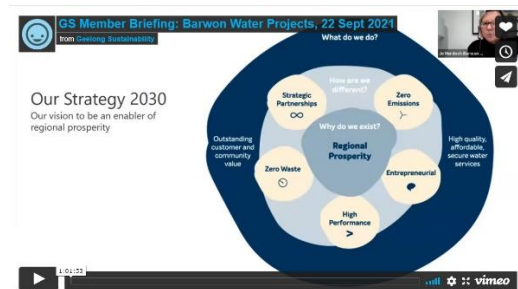 GS Member Briefing: Barwon Water Projects, 22 Sept 2021
from Geelong Sustainability
What do we do?
Our Strategy 2030
Our vision to be an enabler of
regional prosperity
How are we
different?
Strategic
Partnerships
Zero
Emissions
Why do we exist?
Regional
Prosperity
Outstanding
customer and
community
value
High quality,
affordable,
secure water
services
Zero Waste
Entrepreneurial
High
Performance
1:01:33
vimeo